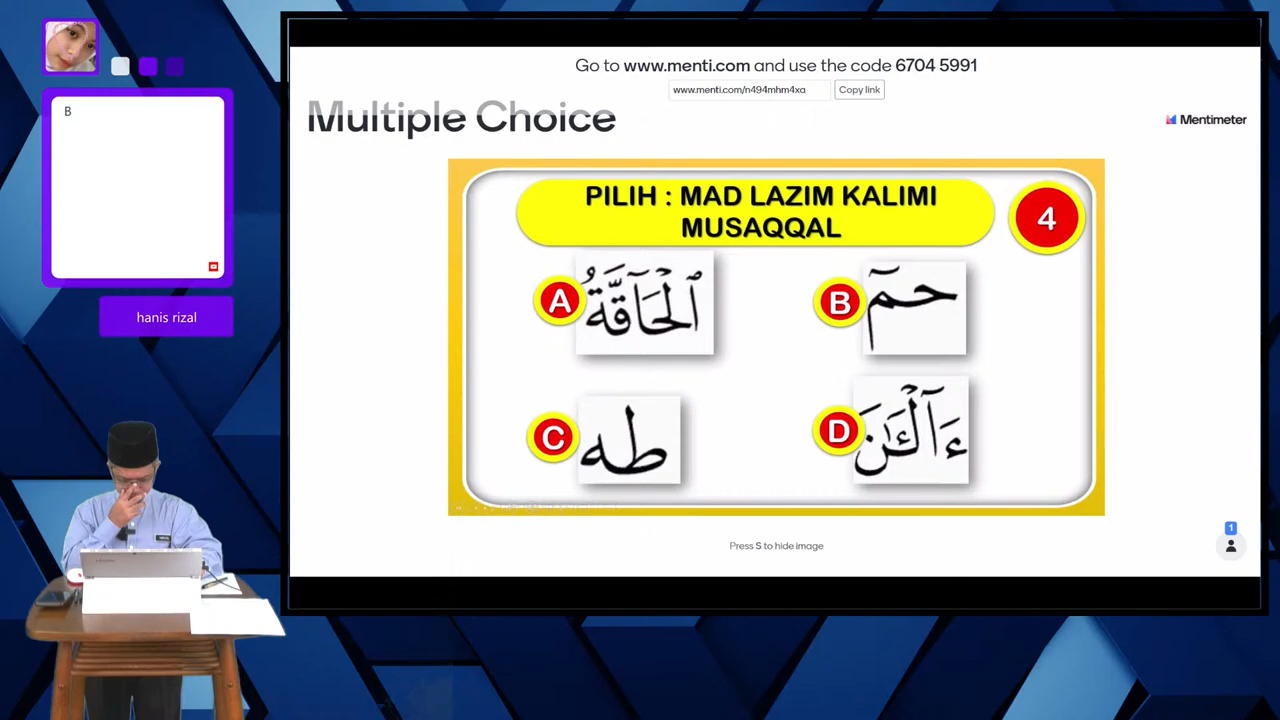 B
hanis rizal
Go to www.menti.com and use the code 6704 5991
www.menti.com/n494mhm4xa
Copy link
Multiple Choice
Mentimeter
PILIH : MAD LAZIM KALIMI
MUSAQQAL
4
A
ٱلْحَآقَّةُ
B
حمٓ
C
طه
D
ءَآلْـَٰٔنَ
Press S to hide image
1